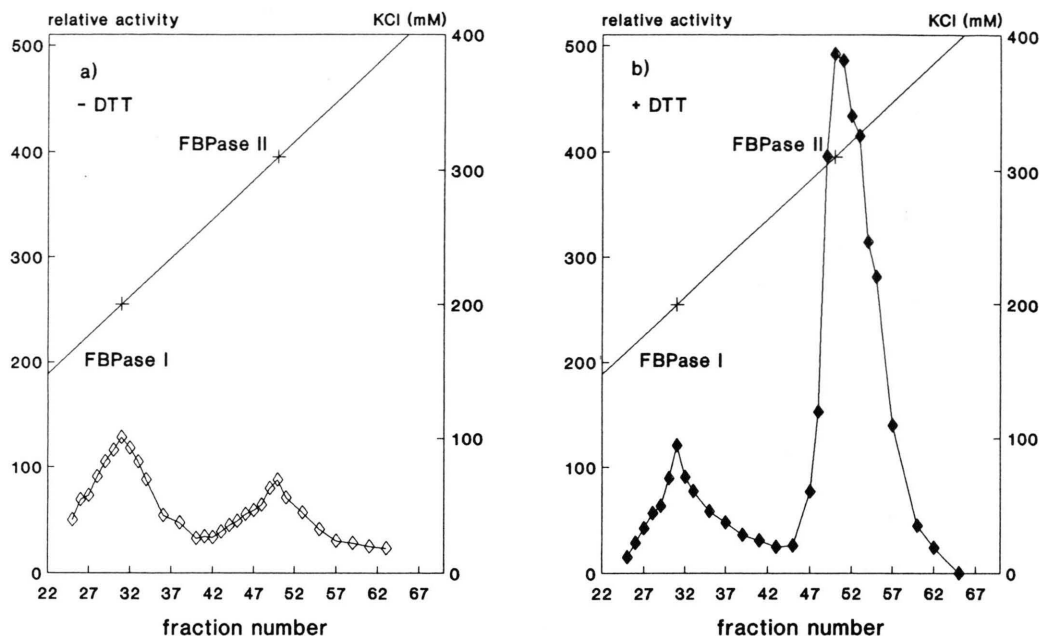 relative activity KCl (mM)
500 400
a)
- DTT
FBPase II
400
300
300
200
200
FBPase I
100 100
0 0
22 27 32 37 42 47 52 57 62 67
fraction number
relative activity KCl (mM)
500 400
b)
+ DTT
FBPase II
400
300
300
200
200
FBPase I
100 100
0 0
22 27 32 37 42 47 52 57 62 67
fraction number